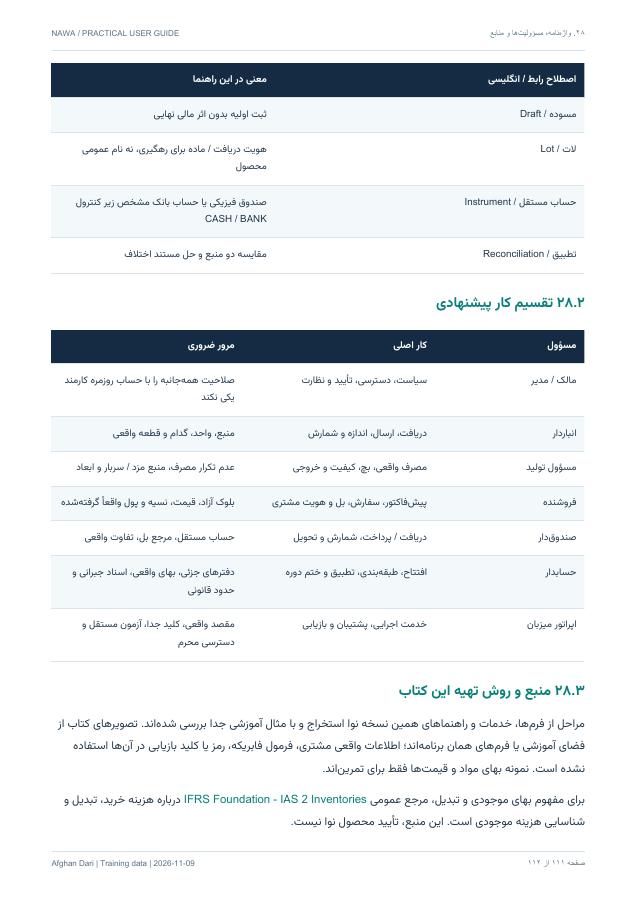 ۲۸. واژه‌نامه، مسؤولیت‌ها و منابع
NAWA / PRACTICAL USER GUIDE
اصطلاح رابط / انگلیسی	معنی در این راهنما
مسوده / Draft	ثبت اولیه بدون اثر مالی نهایی
لات / Lot	هویت دریافت / ماده برای رهگیری، نه نام عمومی
محصول
حساب مستقل / Instrument	صندوق فیزیکی یا حساب بانک مشخص زیر کنترول
CASH / BANK
تطبیق / Reconciliation	مقایسه دو منبع و حل مستند اختلاف
۲۸.۲ تقسیم کار پیشنهادی
مسؤول	کار اصلی	مرور ضروری
مالک / مدیر	سیاست، دسترسی، تأیید و نظارت	صلاحیت همه‌جانبه را با حساب روزمره کارمند
یکی نکند
انباردار	دریافت، ارسال، اندازه و شمارش	منبع، واحد، گدام و قطعه واقعی
مسؤول تولید	مصرف واقعی، بچ، کیفیت و خروجی	عدم تکرار مصرف، منبع مزد / سربار و ابعاد
فروشنده	پیش‌فاکتور، سفارش، بل و هویت مشتری	بلوک آزاد، قیمت، نسیه و پول واقعاً گرفته‌شده
صندوق‌دار	دریافت / پرداخت، شمارش و تحویل	حساب مستقل، مرجع بل، تفاوت واقعی
حسابدار	افتتاح، طبقه‌بندی، تطبیق و ختم دوره	دفترهای جزئی، بهای واقعی، اسناد جبرانی و
حدود قانونی
اپراتور میزبان	خدمت اجرایی، پشتیبان و بازیابی	مقصد واقعی، کلید جدا، آزمون مستقل و
دسترسی محرم
۲۸.۳ منبع و روش تهیه این کتاب
مراحل از فرم‌ها، خدمات و راهنماهای همین نسخه نوا استخراج و با مثال آموزشی جدا بررسی شده‌اند. تصویرهای کتاب از
فضای آموزشی یا فرم‌های همان برنامه‌اند؛ اطلاعات واقعی مشتری، فرمول فابریکه، رمز یا کلید بازیابی در آن‌ها استفاده
نشده است. نمونه بهای مواد و قیمت‌ها فقط برای تمرین‌اند.
برای مفهوم بهای موجودی و تبدیل، مرجع عمومی IFRS Foundation - IAS 2 Inventories درباره هزینه خرید، تبدیل و
شناسایی هزینه موجودی است. این منبع، تأیید محصول نوا نیست.
صفحه ۱۱۱ از ۱۱۲
Afghan Dari | Training data | 2026-11-09